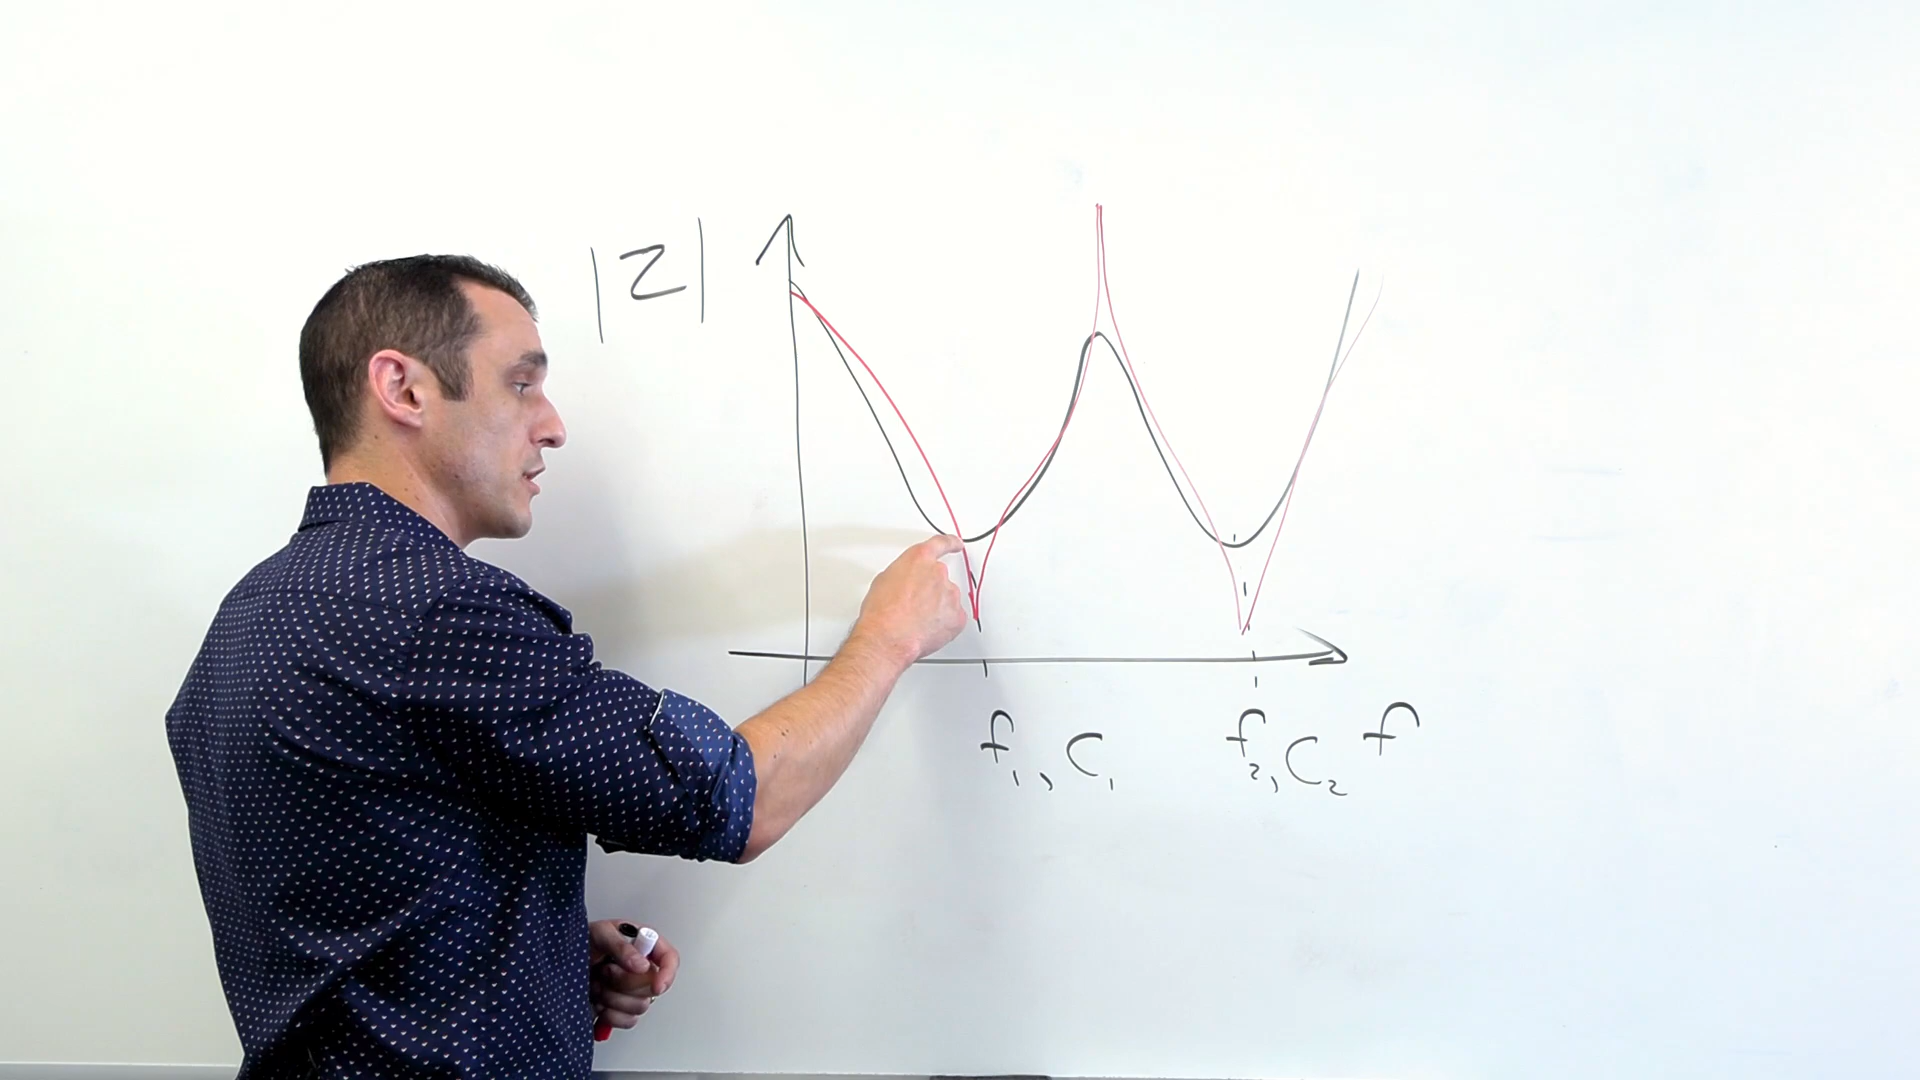 |Z|
f₁, C₁
f₂, C₂
f